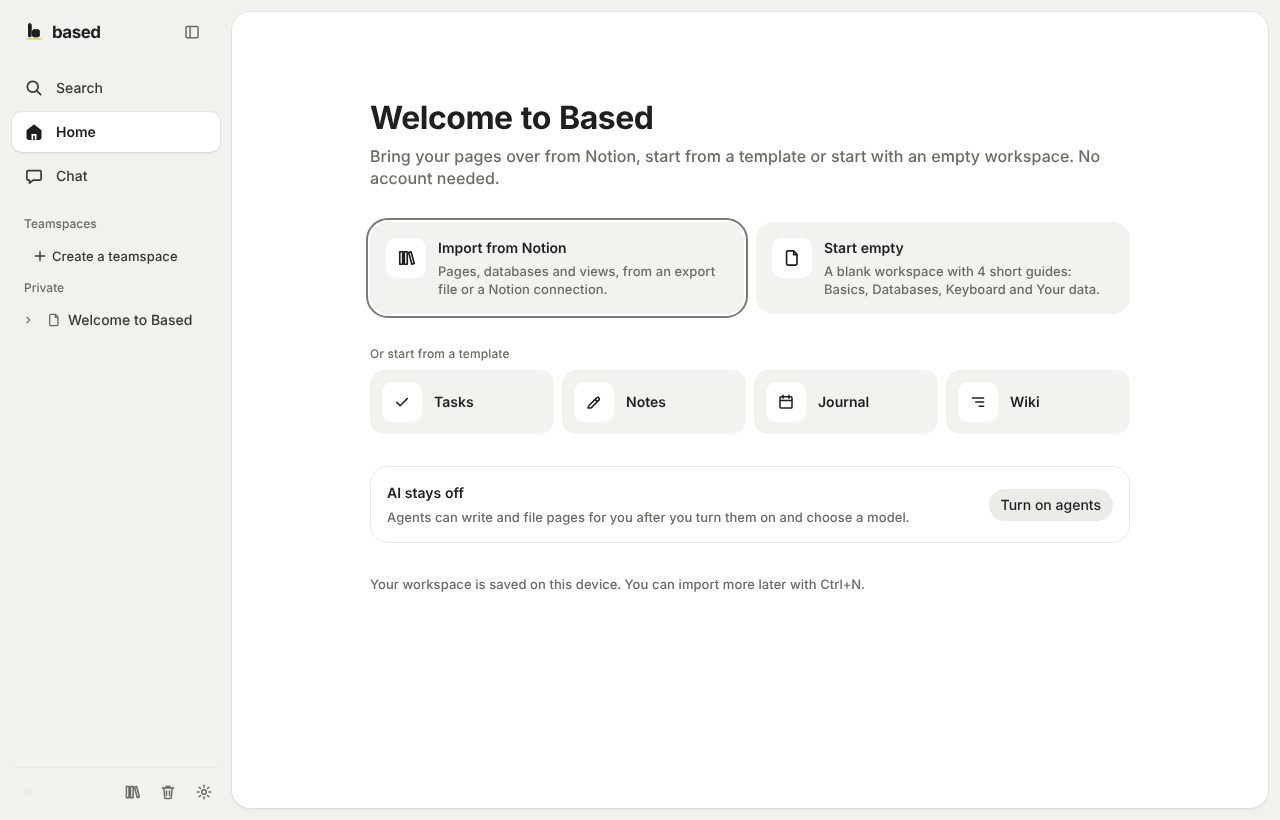 based
Search
Home
Chat
Teamspaces
Create a teamspace
Private
Welcome to Based
Welcome to Based
Bring your pages over from Notion, start from a template or start with an empty workspace. No
account needed.
Import from Notion
Pages, databases and views, from an export
file or a Notion connection.
Start empty
A blank workspace with 4 short guides:
Basics, Databases, Keyboard and Your data.
Or start from a template
Tasks
Notes
Journal
Wiki
AI stays off
Agents can write and file pages for you after you turn them on and choose a model.
Turn on agents
Your workspace is saved on this device. You can import more later with Ctrl+N.